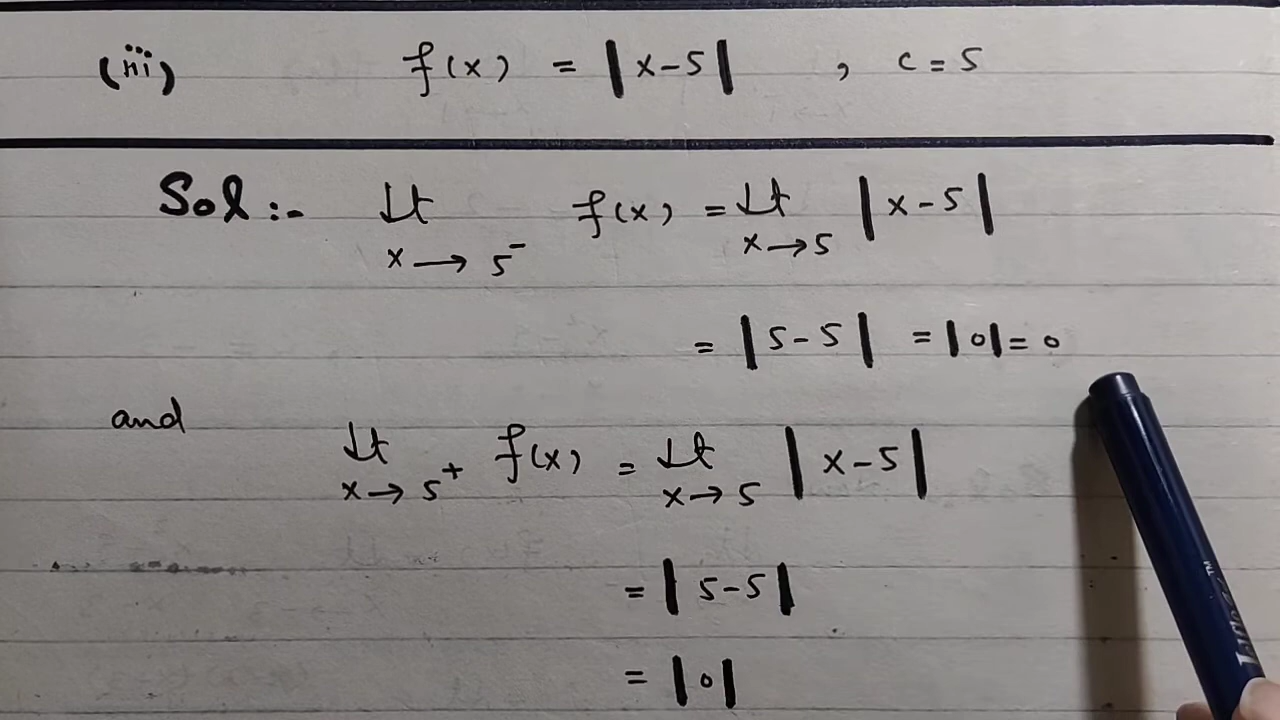 (iii) f(x) = |x-5| , c = 5
Sol:- Lt x→5⁻ f(x) = Lt x→5 |x-5|
= |5-5| = |0| = 0
and
Lt x→5⁺ f(x) = Lt x→5 |x-5|
= |5-5|
= |0|